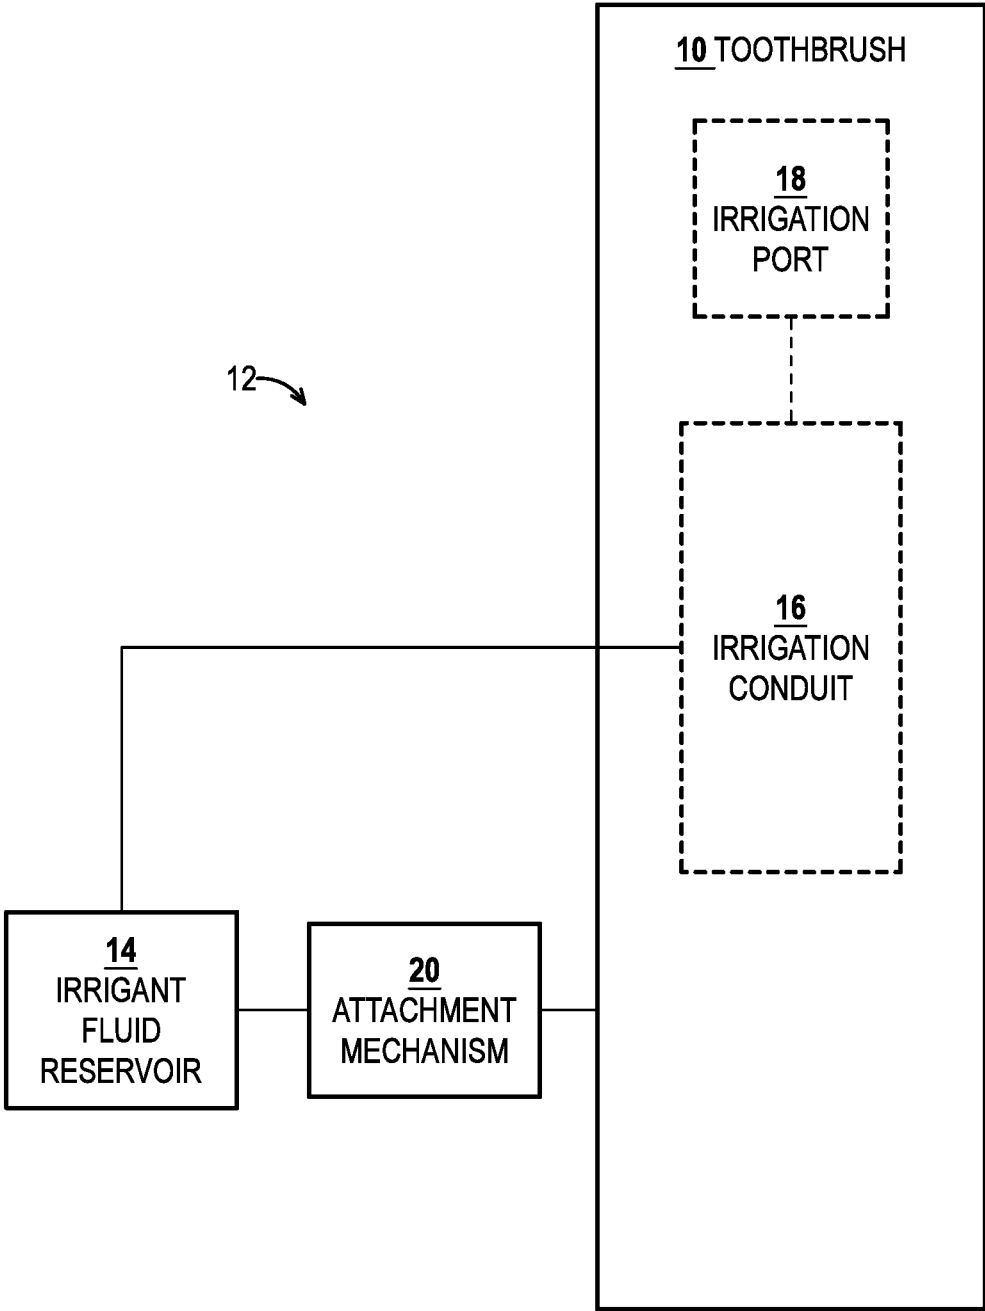 10 TOOTHBRUSH
18
IRRIGATION
PORT
12
16
IRRIGATION
CONDUIT
14
IRRIGANT
FLUID
RESERVOIR
20
ATTACHMENT
MECHANISM